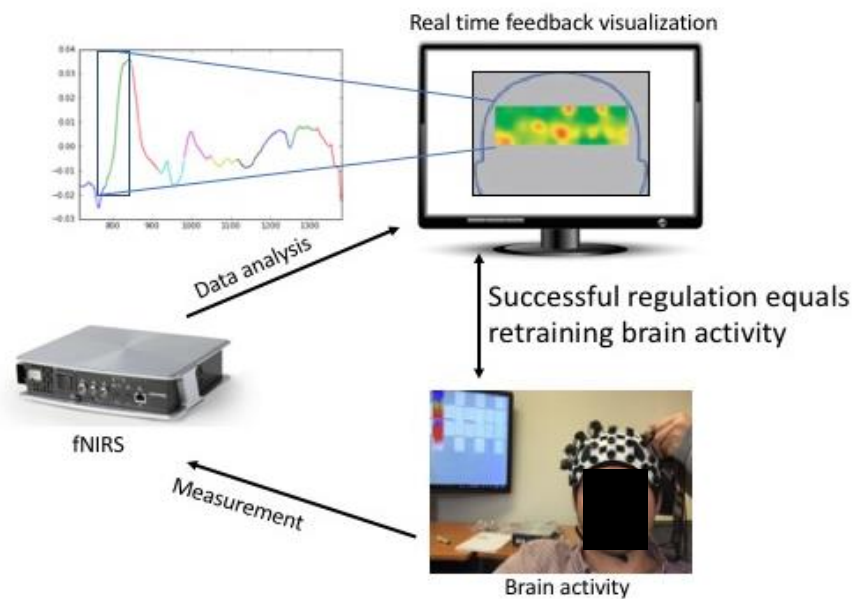 Real time feedback visualization
0.04
0.03
0.02
0.01
0.00
−0.01
−0.02
−0.03
800
900
1000
1100
1200
1300
Data analysis
Successful regulation equals
retraining brain activity
fNIRS
Measurement
Brain activity